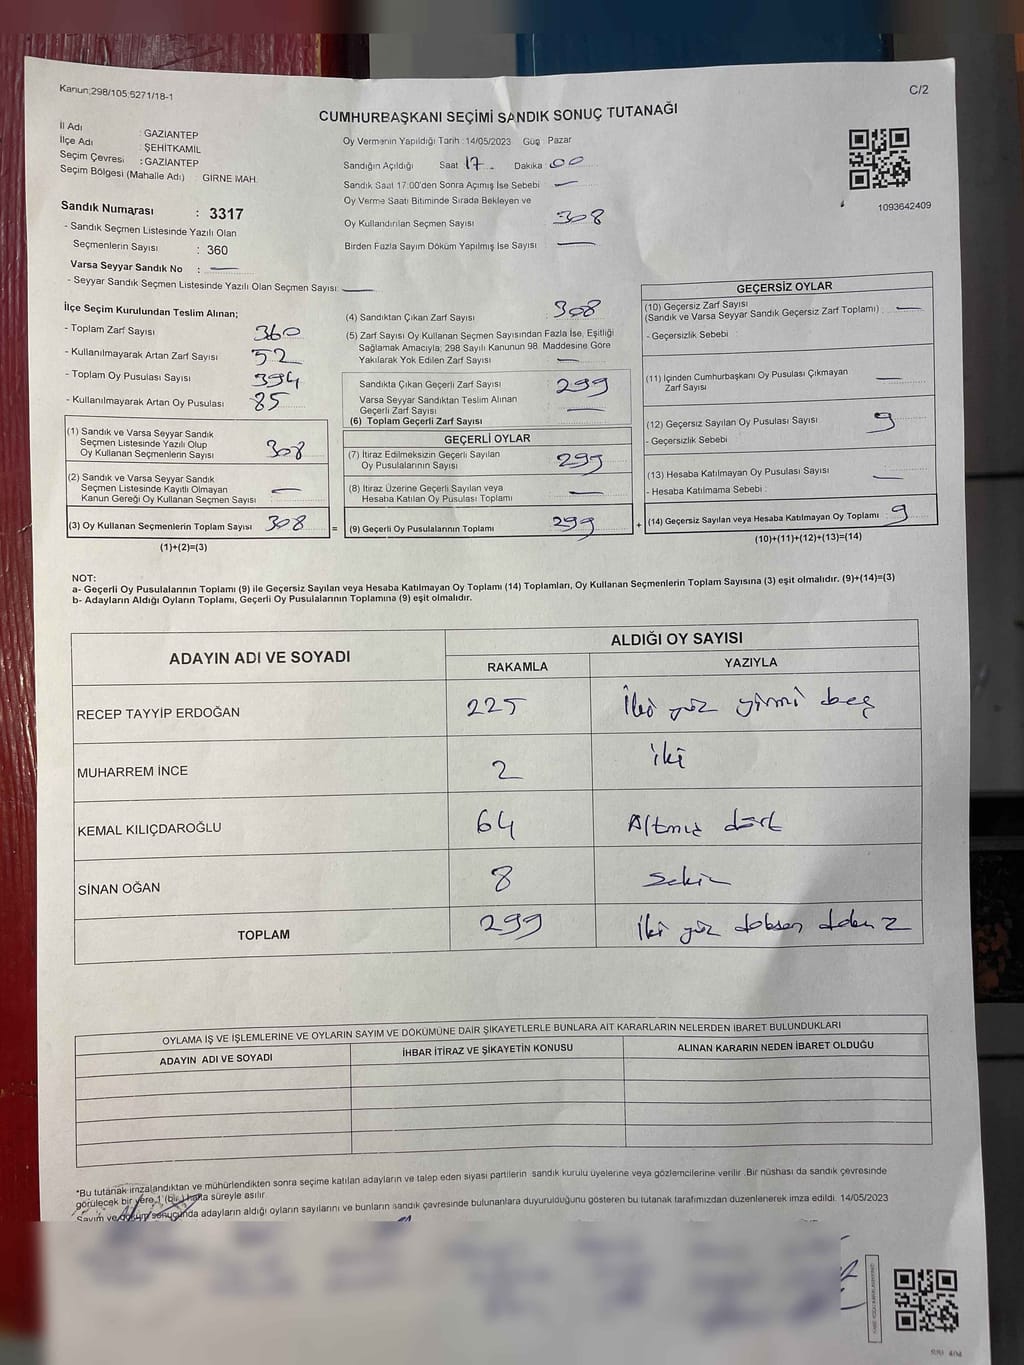 Kanun:298/105;5271/18-1
C/2
CUMHURBAŞKANI SEÇİMİ SANDIK SONUÇ TUTANAĞI
İl Adı : GAZİANTEP
İlçe Adı : ŞEHİTKAMİL
Seçim Çevresi : GAZİANTEP
Seçim Bölgesi (Mahalle Adı) : GIRNE MAH.
Sandık Numarası : 3317
- Sandık Seçmen Listesinde Yazılı Olan
Seçmenlerin Sayısı : 360
Varsa Seyyar Sandık No : —
- Seyyar Sandık Seçmen Listesinde Yazılı Olan Seçmen Sayısı: —
Oy Vermenin Yapıldığı Tarih : 14/05/2023 Gün : Pazar
Sandığın Açıldığı Saat 17 Dakika 00
Sandık Saat 17:00'den Sonra Açımış İse Sebebi —
Oy Verme Saati Bitiminde Sırada Bekleyen ve
Oy Kullandırılan Seçmen Sayısı 308
Birden Fazla Sayım Döküm Yapılmış İse Sayısı —
1093642409
İlçe Seçim Kurulundan Teslim Alınan;
- Toplam Zarf Sayısı 360
- Kullanılmayarak Artan Zarf Sayısı 52
- Toplam Oy Pusulası Sayısı 394
- Kullanılmayarak Artan Oy Pusulası 85
(1) Sandık ve Varsa Seyyar Sandık
Seçmen Listesinde Yazılı Olup
Oy Kullanan Seçmenlerin Sayısı 308
(2) Sandık ve Varsa Seyyar Sandık
Seçmen Listesinde Kayıtlı Olmayan
Kanun Gereği Oy Kullanan Seçmen Sayısı —
(3) Oy Kullanan Seçmenlerin Toplam Sayısı 308 =
(1)+(2)=(3)
(4) Sandıktan Çıkan Zarf Sayısı 308
(5) Zarf Sayısı Oy Kullanan Seçmen Sayısından Fazla İse, Eşitliği
Sağlamak Amacıyla; 298 Sayılı Kanunun 98. Maddesine Göre
Yakılarak Yok Edilen Zarf Sayısı —
Sandıkta Çıkan Geçerli Zarf Sayısı 299
Varsa Seyyar Sandıktan Teslim Alınan
Geçerli Zarf Sayısı —
(6) Toplam Geçerli Zarf Sayısı
GEÇERLİ OYLAR
(7) İtiraz Edilmeksizin Geçerli Sayılan
Oy Pusulalarının Sayısı 299
(8) İtiraz Üzerine Geçerli Sayılan veya
Hesaba Katılan Oy Pusulası Toplamı —
(9) Geçerli Oy Pusulalarının Toplamı 299 +
GEÇERSİZ OYLAR
(10) Geçersiz Zarf Sayısı
(Sandık ve Varsa Seyyar Sandık Geçersiz Zarf Toplamı) : —
- Geçersizlik Sebebi :
(11) İçinden Cumhurbaşkanı Oy Pusulası Çıkmayan
Zarf Sayısı —
(12) Geçersiz Sayılan Oy Pusulası Sayısı 9
- Geçersizlik Sebebi
(13) Hesaba Katılmayan Oy Pusulası Sayısı —
- Hesaba Katılmama Sebebi :
(14) Geçersiz Sayılan veya Hesaba Katılmayan Oy Toplamı : 9
(10)+(11)+(12)+(13)=(14)
NOT:
a- Geçerli Oy Pusulalarının Toplamı (9) ile Geçersiz Sayılan veya Hesaba Katılmayan Oy Toplamı (14) Toplamları, Oy Kullanan Seçmenlerin Toplam Sayısına (3) eşit olmalıdır. (9)+(14)=(3)
b- Adayların Aldığı Oyların Toplamı, Geçerli Oy Pusulalarının Toplamına (9) eşit olmalıdır.
ADAYIN ADI VE SOYADI
ALDIĞI OY SAYISI
RAKAMLA YAZIYLA
RECEP TAYYİP ERDOĞAN 225 İki yüz yirmi beş
MUHARREM İNCE 2 iki
KEMAL KILIÇDAROĞLU 64 Altmış dört
SİNAN OĞAN 8 Sekiz
TOPLAM 299 İki yüz doksan dokuz
OYLAMA İŞ VE İŞLEMLERİNE VE OYLARIN SAYIM VE DÖKÜMÜNE DAİR ŞİKAYETLERLE BUNLARA AİT KARARLARIN NELERDEN İBARET BULUNDUKLARI
ADAYIN ADI VE SOYADI
İHBAR İTİRAZ VE ŞİKAYETİN KONUSU
ALINAN KARARIN NEDEN İBARET OLDUĞU
*Bu tutanak imzalandıktan ve mühürlendikten sonra seçime katılan adayların ve talep eden siyasi partilerin sandık kurulu üyelerine veya gözlemcilerine verilir. Bir nüshası da sandık çevresinde
görülecek bir yere 1 (bir) hafta süreyle asılır.
Sayım ve döküm sonucunda adayların aldığı oyların sayılarını ve bunların sandık çevresinde bulunanlara duyurulduğunu gösteren bu tutanak tarafımızdan düzenlenerek imza edildi. 14/05/2023